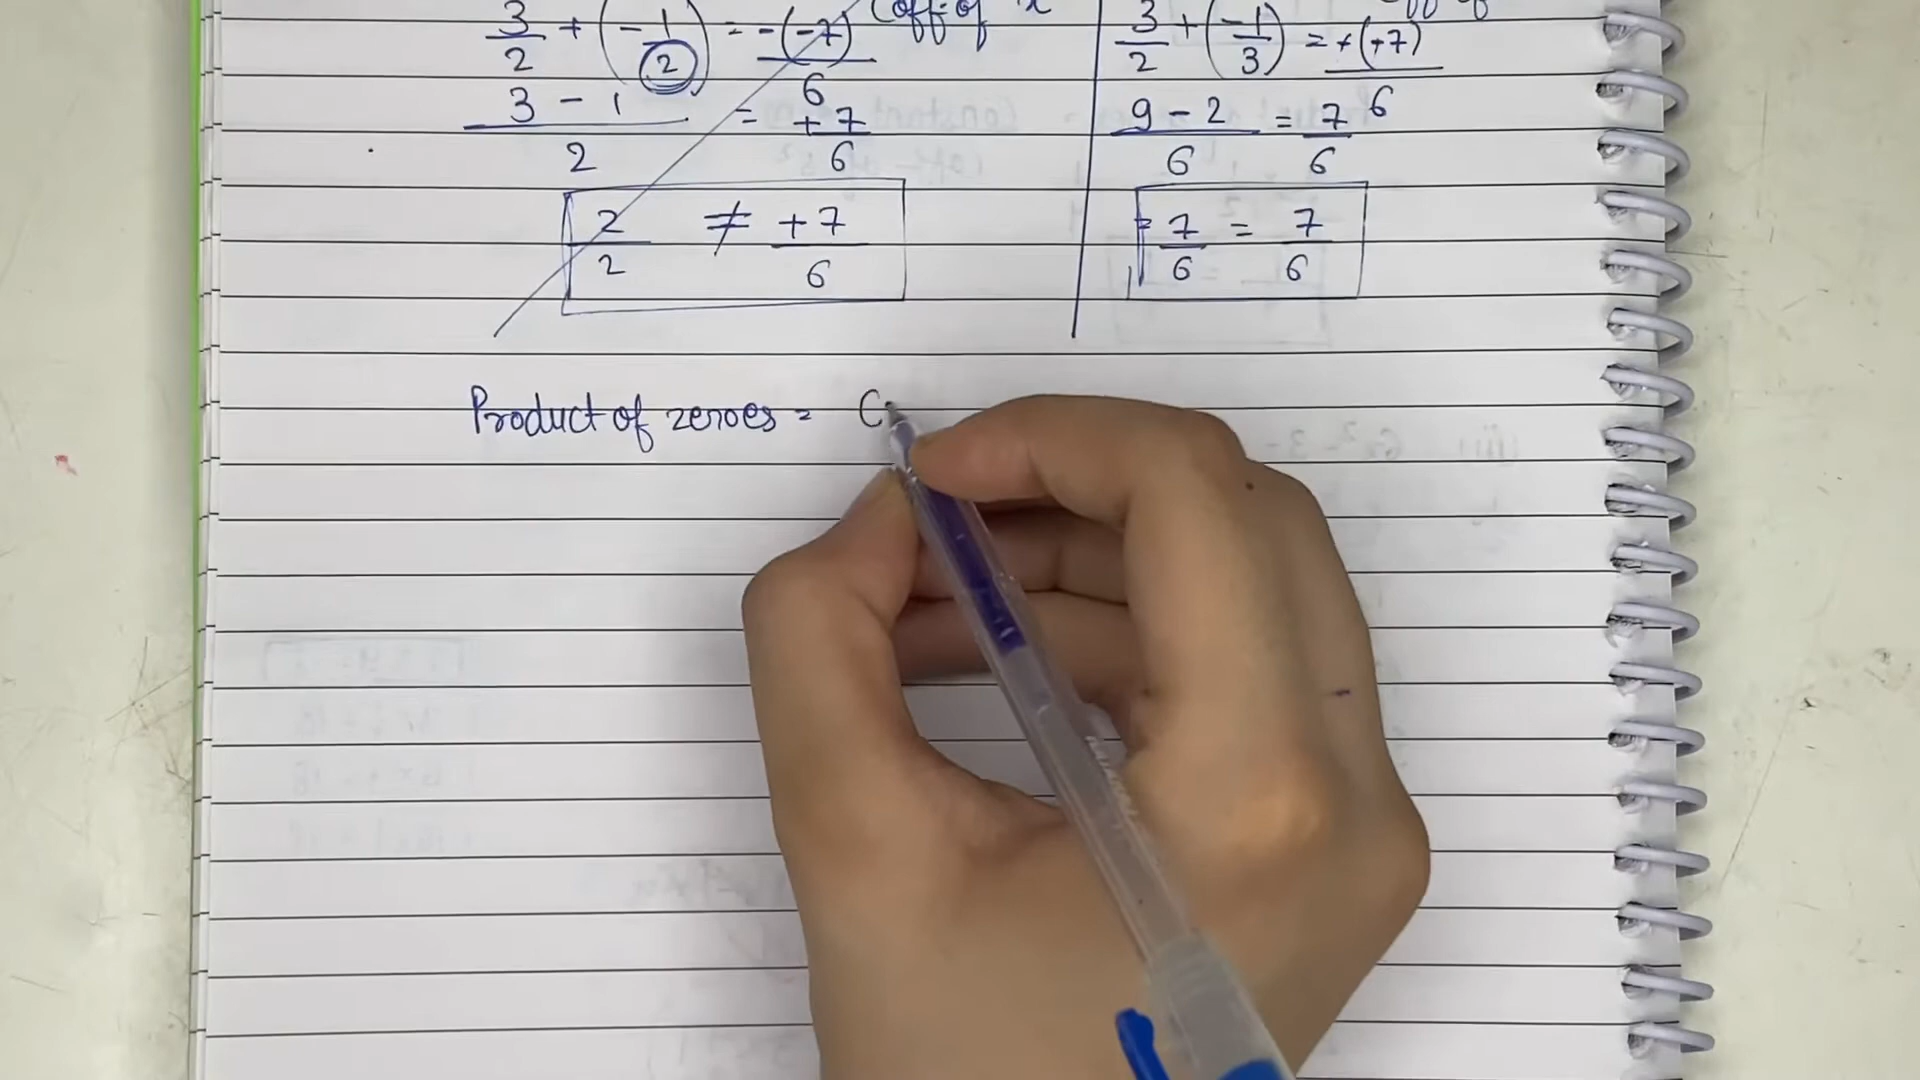 3/2 + (-1/2) = -(-7)/6 Coff. of x
(3 - 1)/2 = +7/6
2/2 ≠ +7/6
3/2 + (-1/3) = +(+7)/6
(9 - 2)/6 = 7/6
= 7/6 = 7/6
Product of zeroes = C